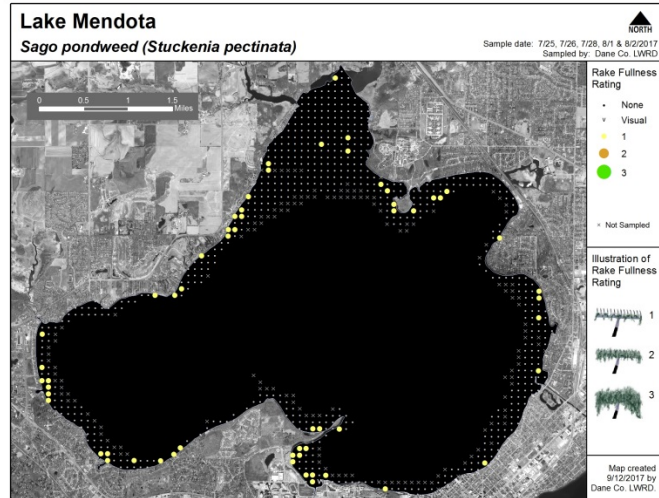 Lake Mendota
Sago pondweed (Stuckenia pectinata)
NORTH
Sample date: 7/25, 7/26, 7/28, 8/1 & 8/2/2017
Sampled by: Dane Co. LWRD
0 0.5 1 1.5
Miles
Rake Fullness
Rating
None
Visual
1
2
3
Not Sampled
Illustration of
Rake Fullness
Rating
1
2
3
Map created
9/12/2017 by
Dane Co. LWRD.